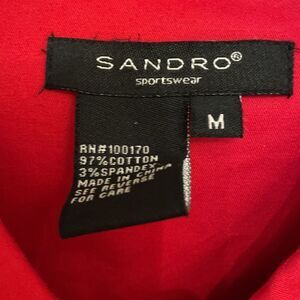 SANDRO®
sportswear
M
RN#100170
97%COTTON
3%SPANDEX
MADE IN CHINA
SEE REVERSE
FOR CARE